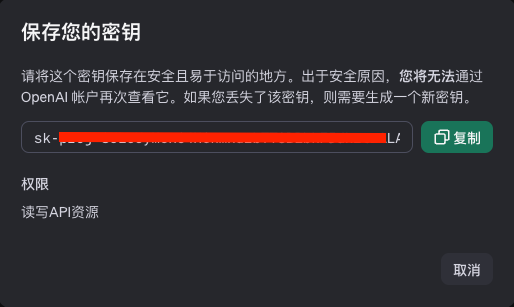 保存您的密钥
请将这个密钥保存在安全且易于访问的地方。出于安全原因，您将无法通过
OpenAI 帐户再次查看它。如果您丢失了该密钥，则需要生成一个新密钥。
sk-
复制
权限
读写API资源
取消